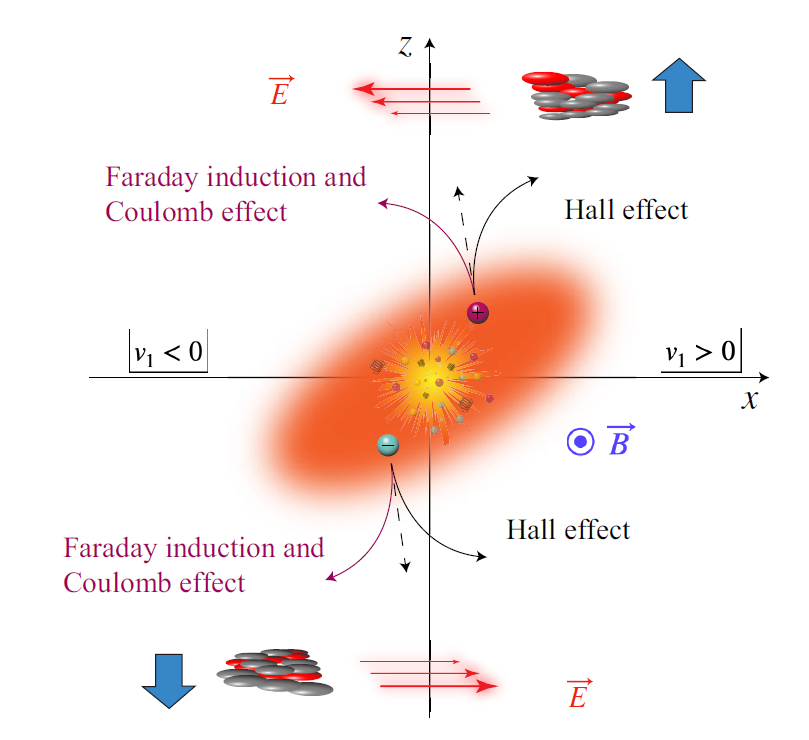 z
E
Faraday induction and
Coulomb effect
Hall effect
+
v₁ < 0
v₁ > 0
x
B
−
Hall effect
Faraday induction and
Coulomb effect
E